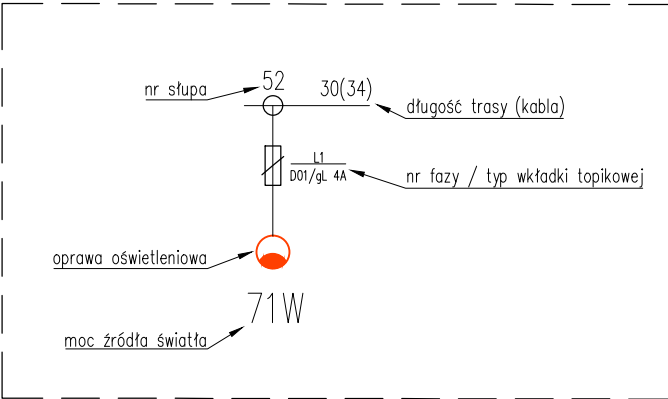 52
nr słupa
30(34)
długość trasy (kabla)
L1
D01/gL 4A
nr fazy / typ wkładki topikowej
oprawa oświetleniowa
71W
moc źródła światła